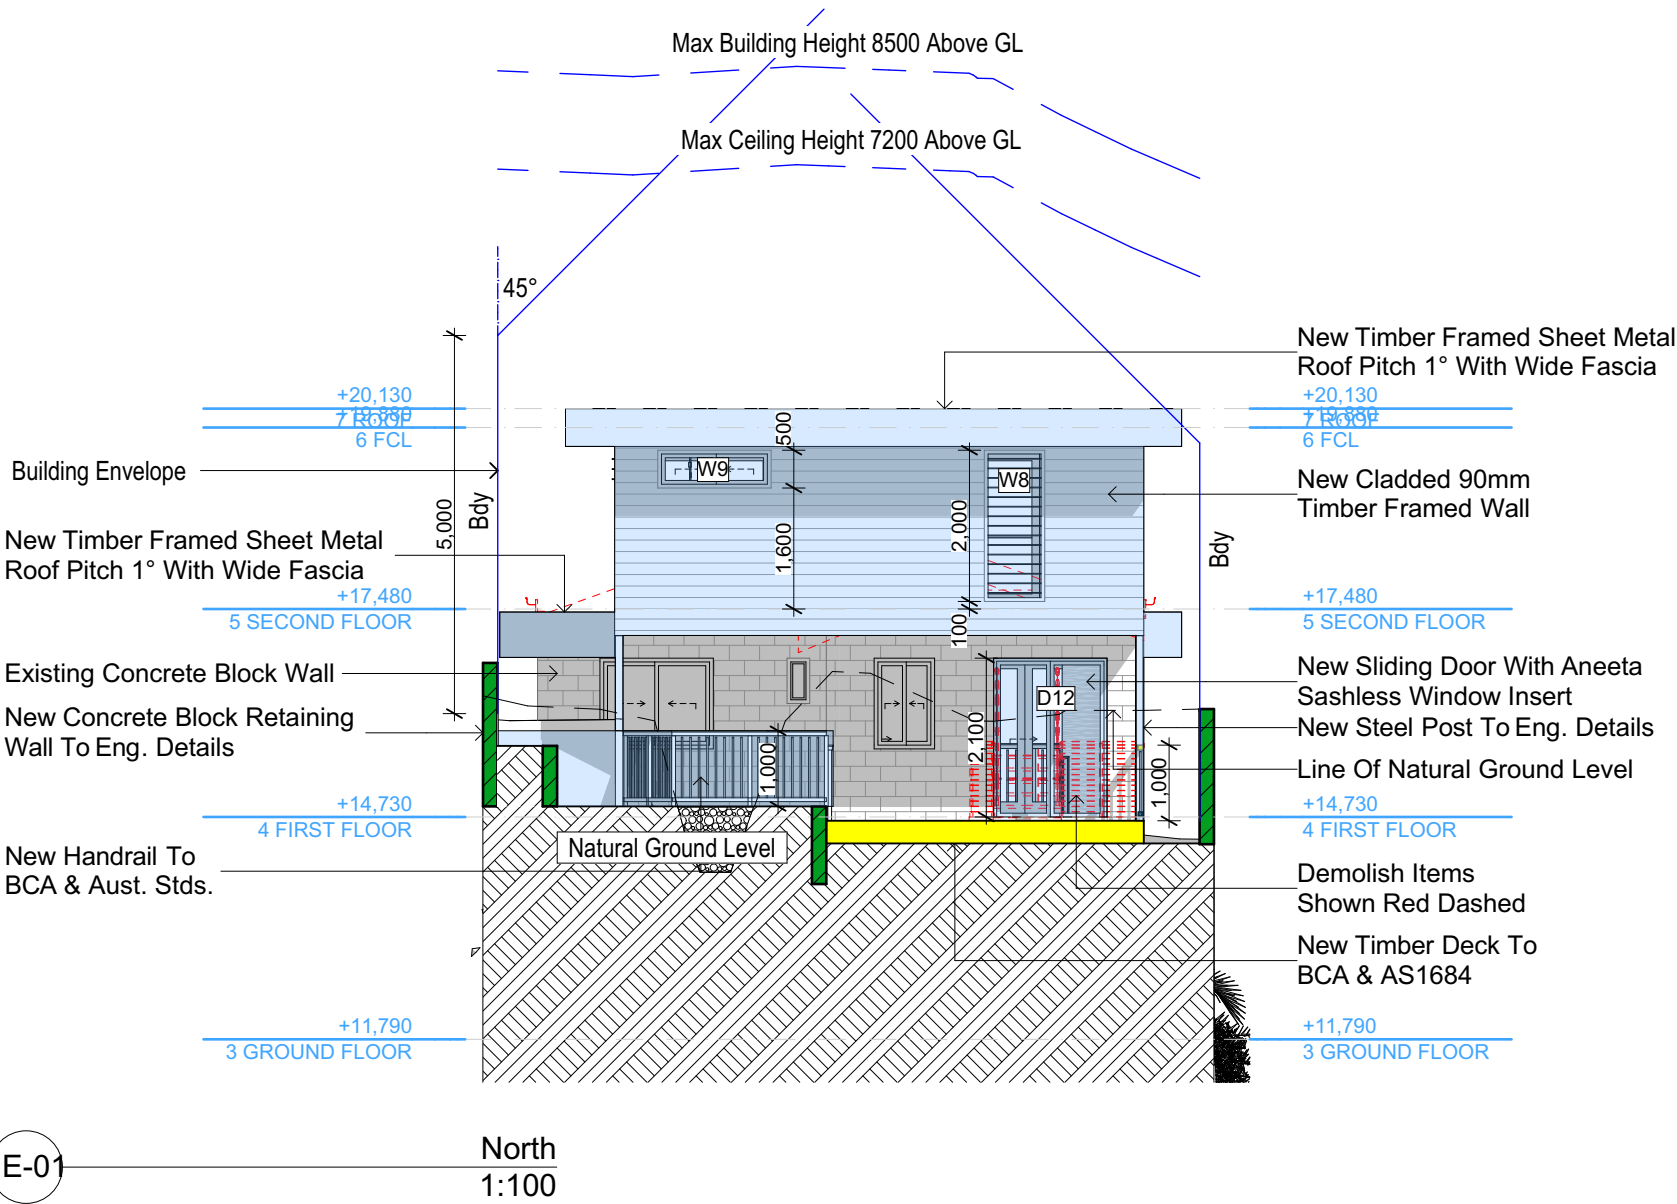 Max Building Height 8500 Above GL
Max Ceiling Height 7200 Above GL
45°
New Timber Framed Sheet Metal
Roof Pitch 1° With Wide Fascia
+20,130
+19,880
7 ROOF
6 FCL
+20,130
+19,880
7 ROOF
6 FCL
500
Building Envelope
W9
W8
New Cladded 90mm
Timber Framed Wall
5,000
Bdy
1,600
2,000
Bdy
New Timber Framed Sheet Metal
Roof Pitch 1° With Wide Fascia
+17,480
5 SECOND FLOOR
100
+17,480
5 SECOND FLOOR
Existing Concrete Block Wall
New Concrete Block Retaining
Wall To Eng. Details
D12
2,100
1,000
1,000
New Sliding Door With Aneeta
Sashless Window Insert
New Steel Post To Eng. Details
Line Of Natural Ground Level
+14,730
4 FIRST FLOOR
+14,730
4 FIRST FLOOR
Natural Ground Level
New Handrail To
BCA & Aust. Stds.
Demolish Items
Shown Red Dashed
New Timber Deck To
BCA & AS1684
+11,790
3 GROUND FLOOR
+11,790
3 GROUND FLOOR
E-01
North
1:100